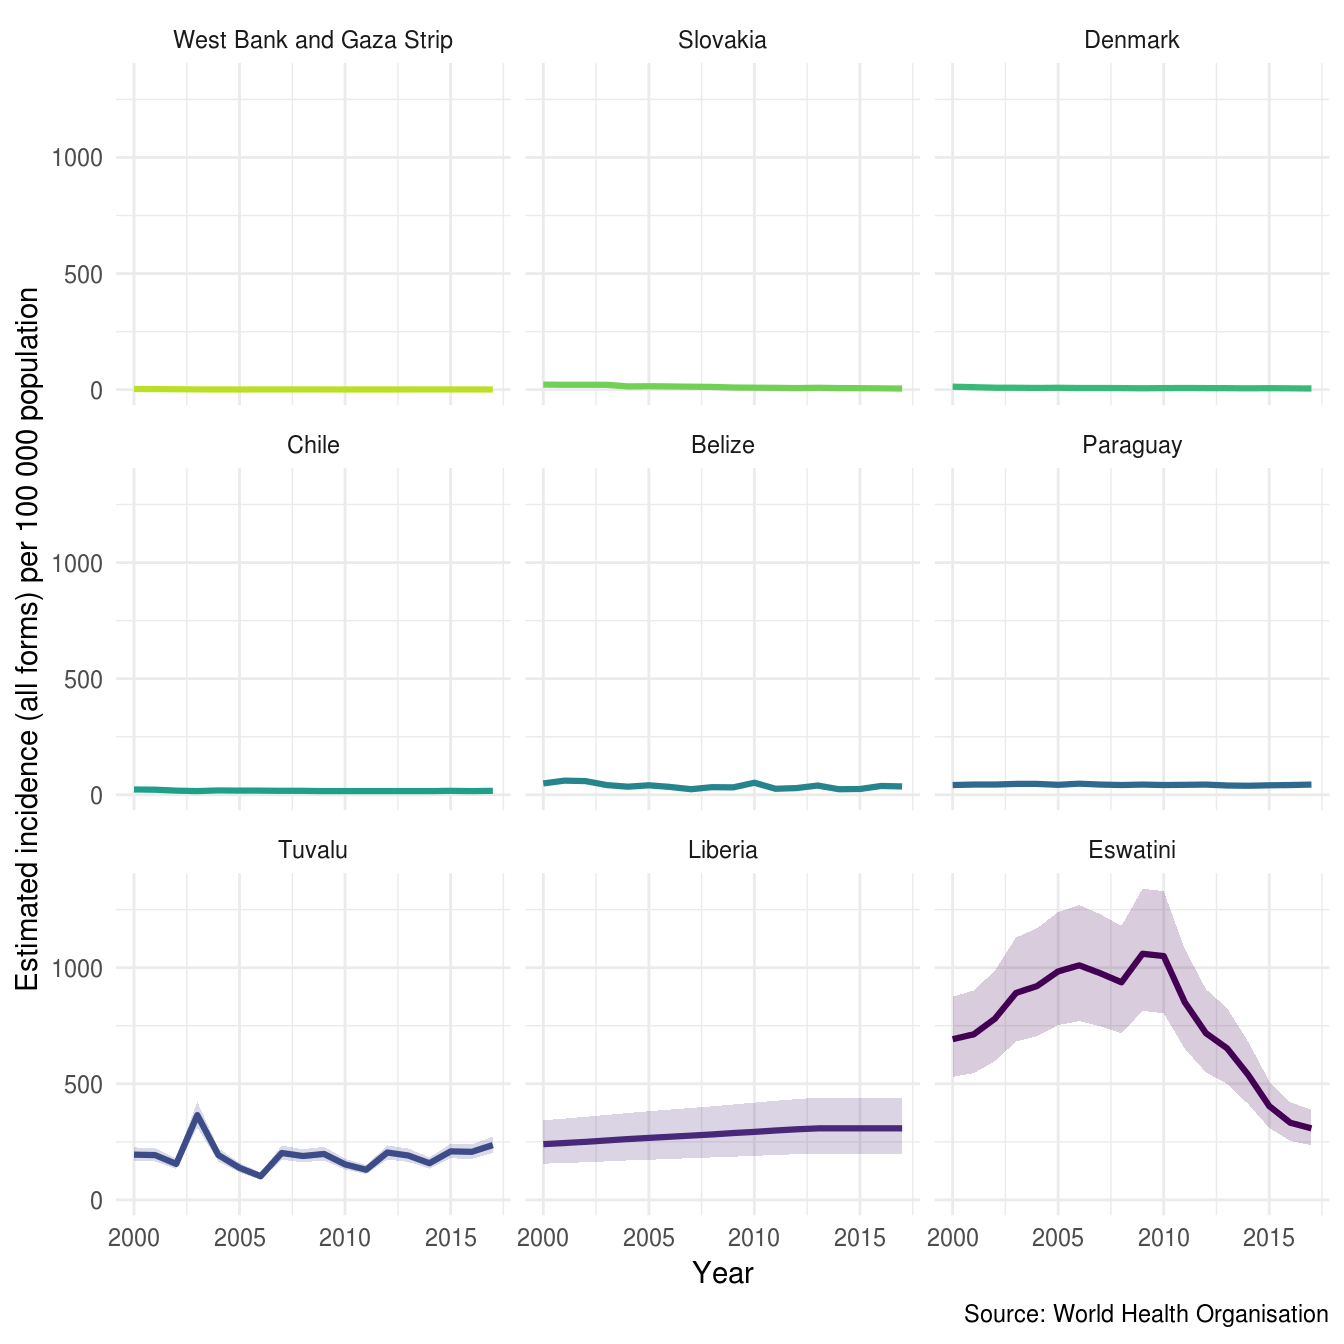 West Bank and Gaza Strip
Slovakia
Denmark
1000
500
0
Chile
Belize
Paraguay
1000
500
0
Tuvalu
Liberia
Eswatini
1000
500
0
2000 2005 2010 2015
2000 2005 2010 2015
2000 2005 2010 2015
Estimated incidence (all forms) per 100 000 population
Year
Source: World Health Organisation